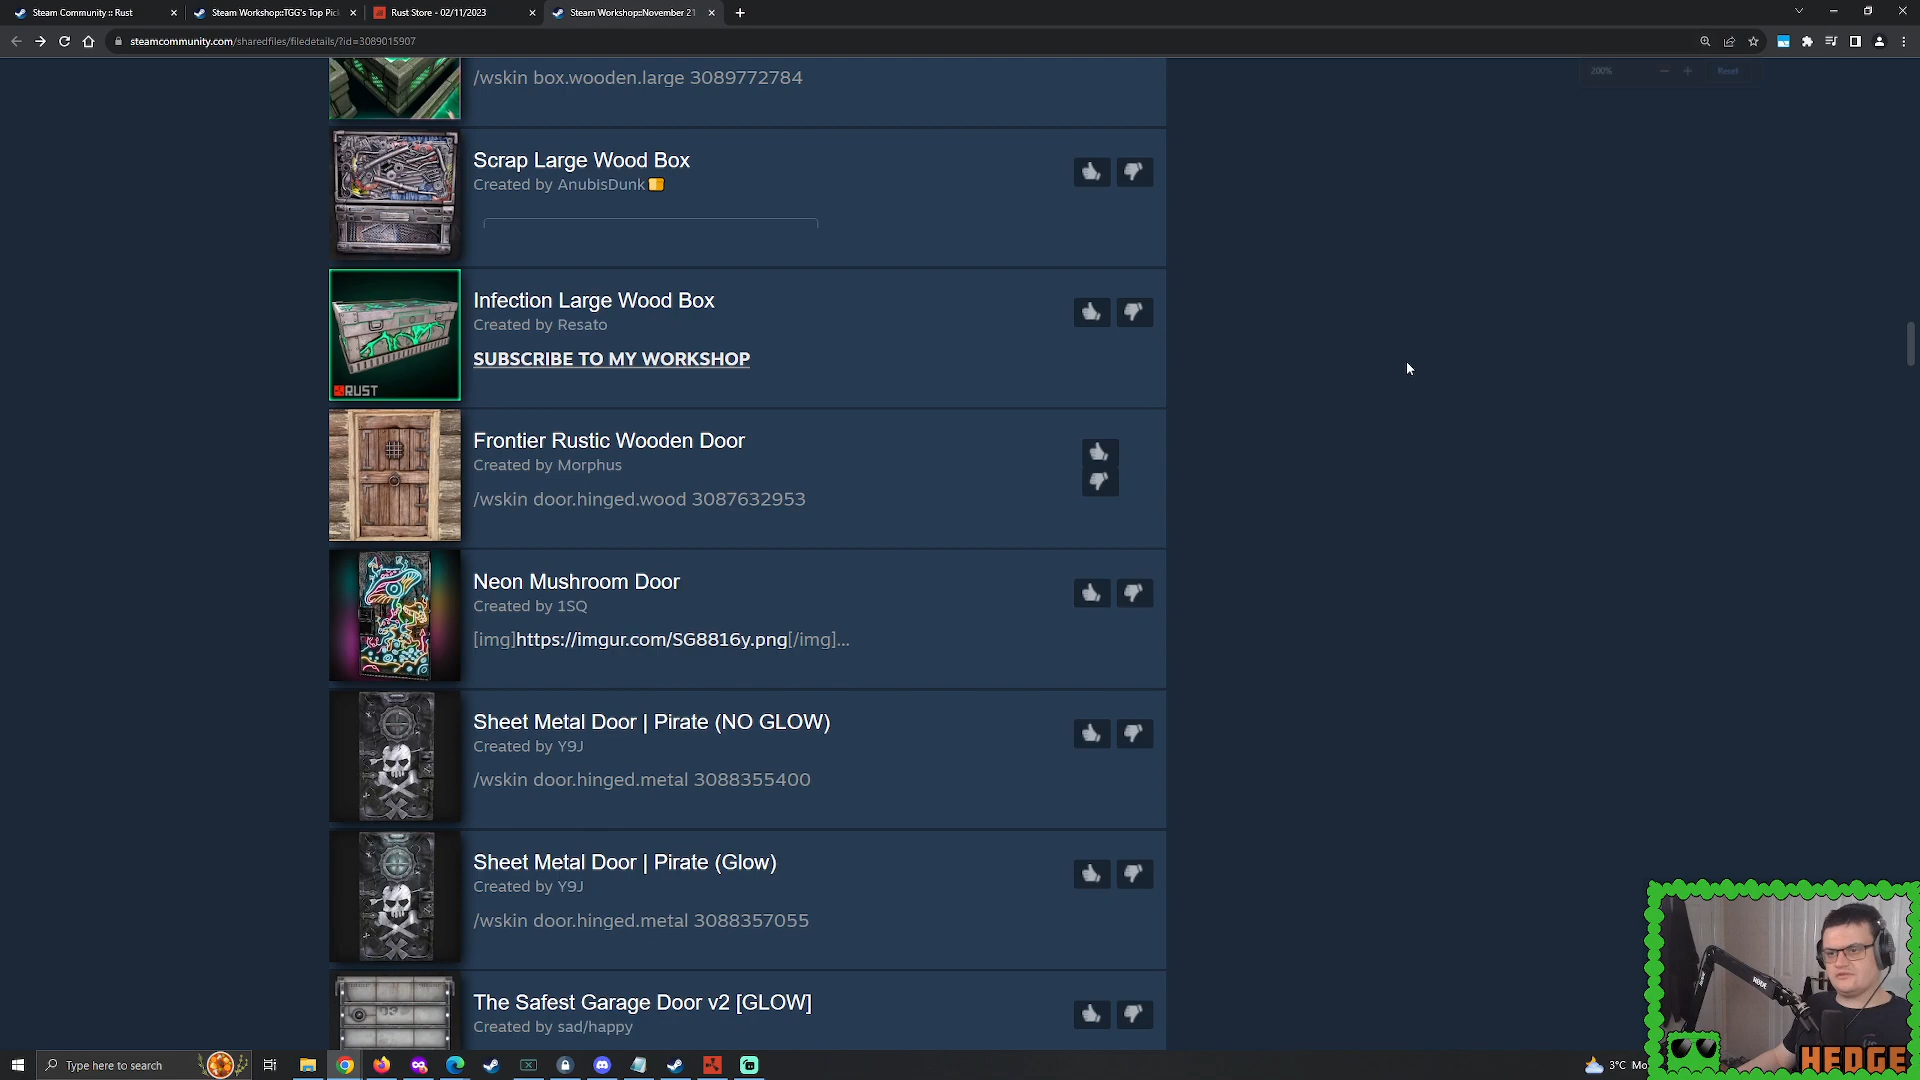 Steam Community :: Rust
Steam Workshop::TGG's Top Pic
Rust Store - 02/11/2023
Steam Workshop::November 21
steamcommunity.com/sharedfiles/filedetails/?id=3089015907
200%
Reset
/wskin box.wooden.large 3089772784
Scrap Large Wood Box
Created by AnubisDunk
Infection Large Wood Box
Created by Resato
SUBSCRIBE TO MY WORKSHOP
RUST
Frontier Rustic Wooden Door
Created by Morphus
/wskin door.hinged.wood 3087632953
Neon Mushroom Door
Created by 1SQ
[img]https://imgur.com/SG8816y.png[/img]...
Sheet Metal Door | Pirate (NO GLOW)
Created by Y9J
/wskin door.hinged.metal 3088355400
Sheet Metal Door | Pirate (Glow)
Created by Y9J
/wskin door.hinged.metal 3088357055
The Safest Garage Door v2 [GLOW]
Created by sad/happy
Type here to search
3°C Mo
RODE
HEDGE